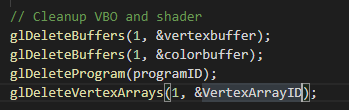 // Cleanup VBO and shader
glDeleteBuffers(1, &vertexbuffer);
glDeleteBuffers(1, &colorbuffer);
glDeleteProgram(programID);
glDeleteVertexArrays(1, &VertexArrayID);